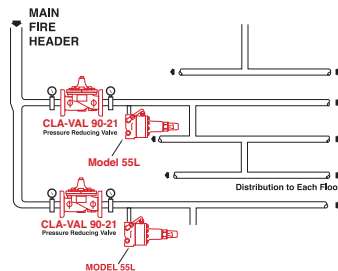 MAIN
FIRE
HEADER
CLA-VAL 90-21
Pressure Reducing Valve
Model 55L
Distribution to Each Floo
CLA-VAL 90-21
Pressure Reducing Valve
MODEL 55L